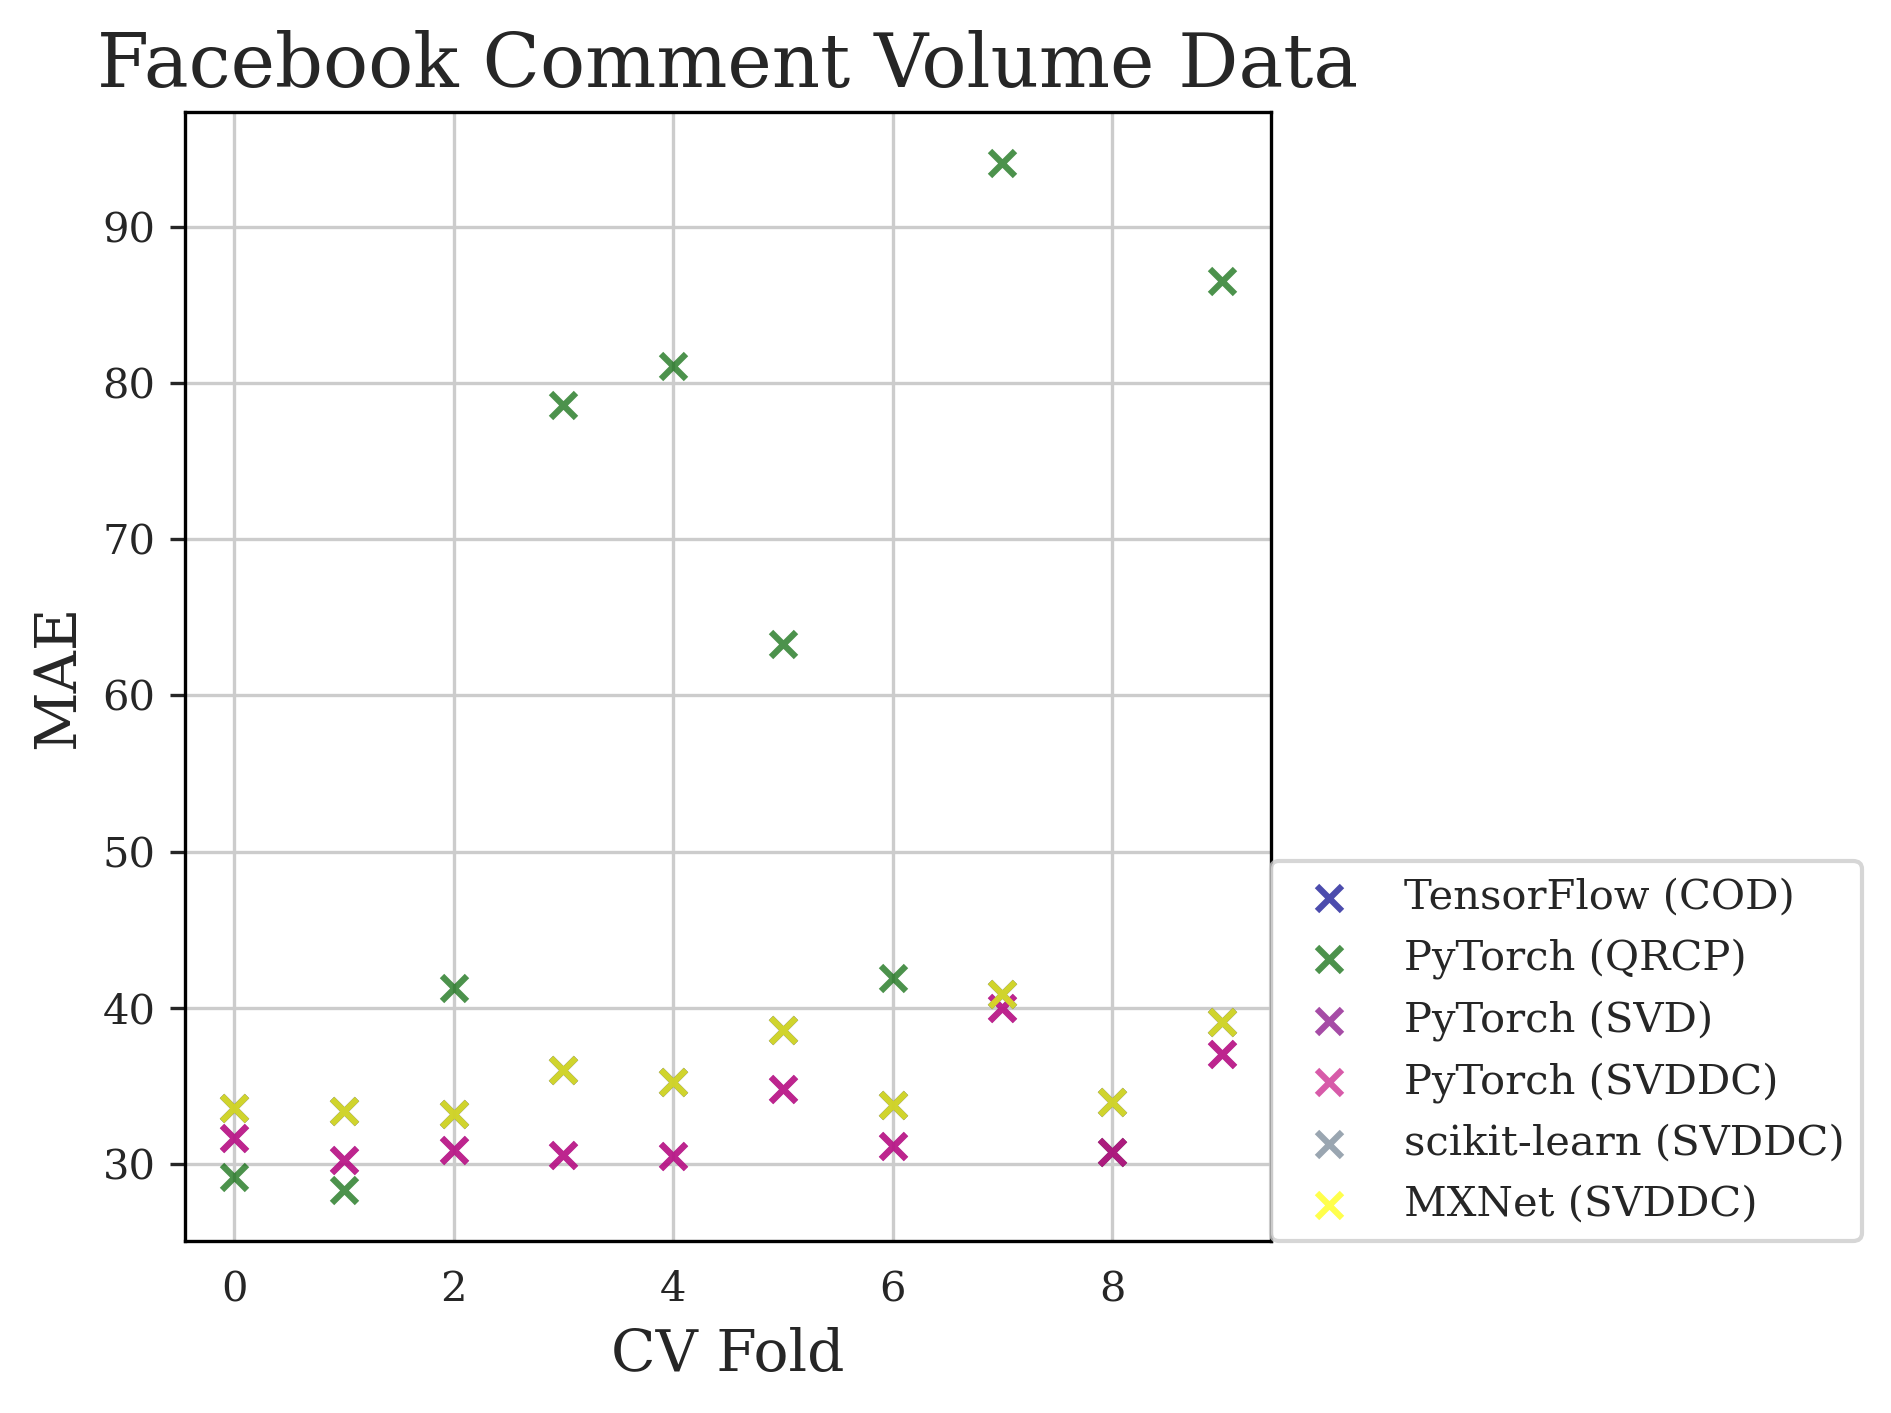 Facebook Comment Volume Data
90
80
70
60
50
40
30
MAE
0 2 4 6 8
CV Fold
TensorFlow (COD)
PyTorch (QRCP)
PyTorch (SVD)
PyTorch (SVDDC)
scikit-learn (SVDDC)
MXNet (SVDDC)